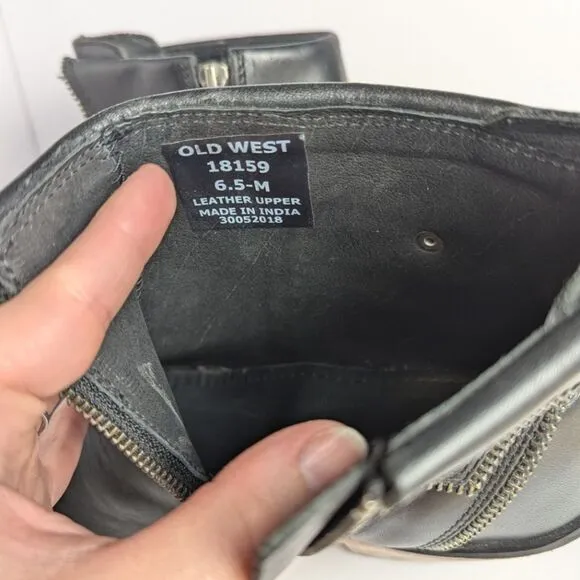 OLD WEST
18159
6.5-M
LEATHER UPPER
MADE IN INDIA
30052018